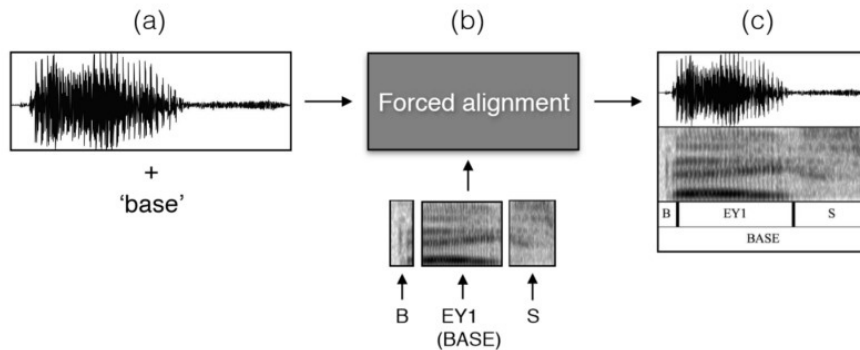 (a)
(b)
(c)
Forced alignment
+
'base'
B
EY1
S
(BASE)
B
EY1
S
BASE